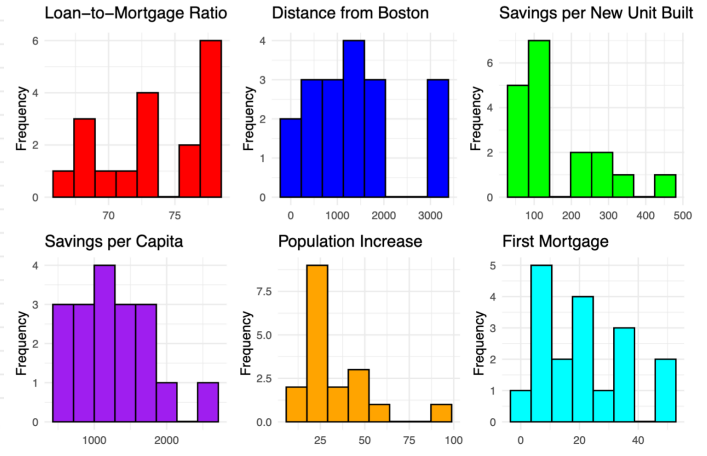 Loan-to-Mortgage Ratio
Frequency
6
4
2
0
70 75
Distance from Boston
Frequency
4
3
2
1
0
0 1000 2000 3000
Savings per New Unit Built
Frequency
6
4
2
0
100 200 300 400 500
Savings per Capita
Frequency
4
3
2
1
0
1000 2000
Population Increase
Frequency
7.5
5.0
2.5
0.0
25 50 75 100
First Mortgage
Frequency
5
4
3
2
1
0
0 20 40